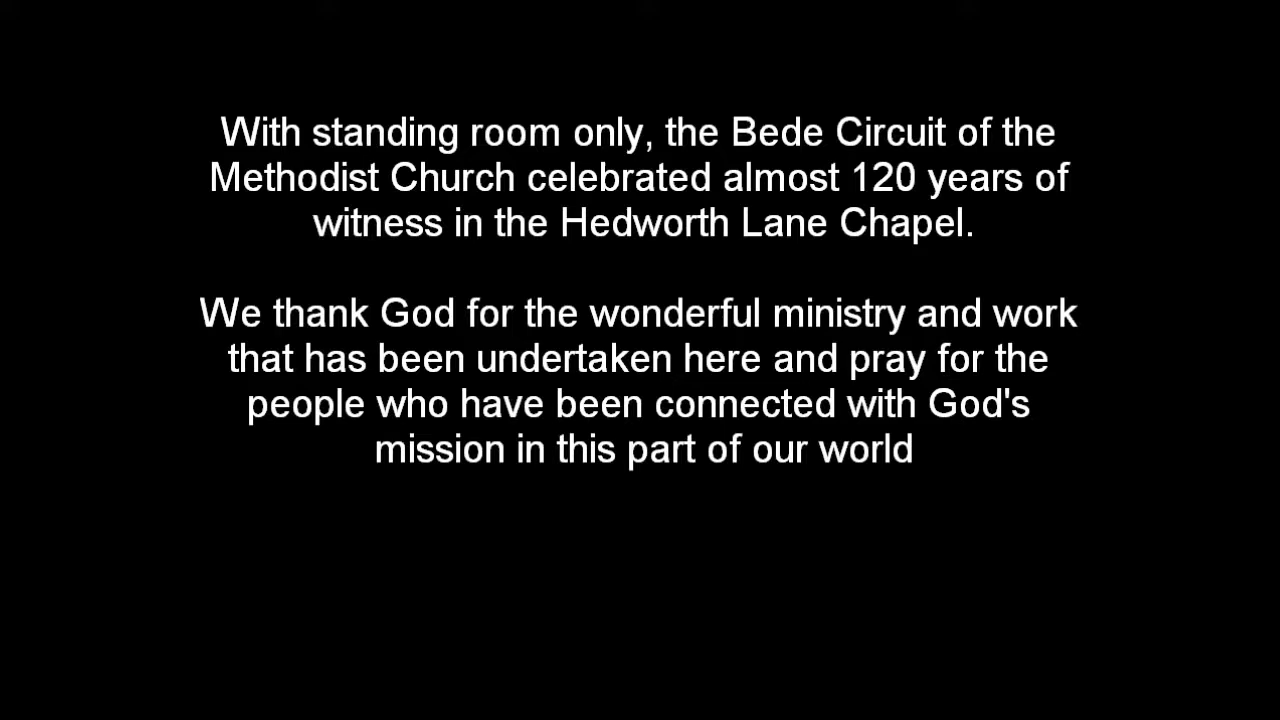 With standing room only, the Bede Circuit of the
Methodist Church celebrated almost 120 years of
witness in the Hedworth Lane Chapel.
We thank God for the wonderful ministry and work
that has been undertaken here and pray for the
people who have been connected with God's
mission in this part of our world